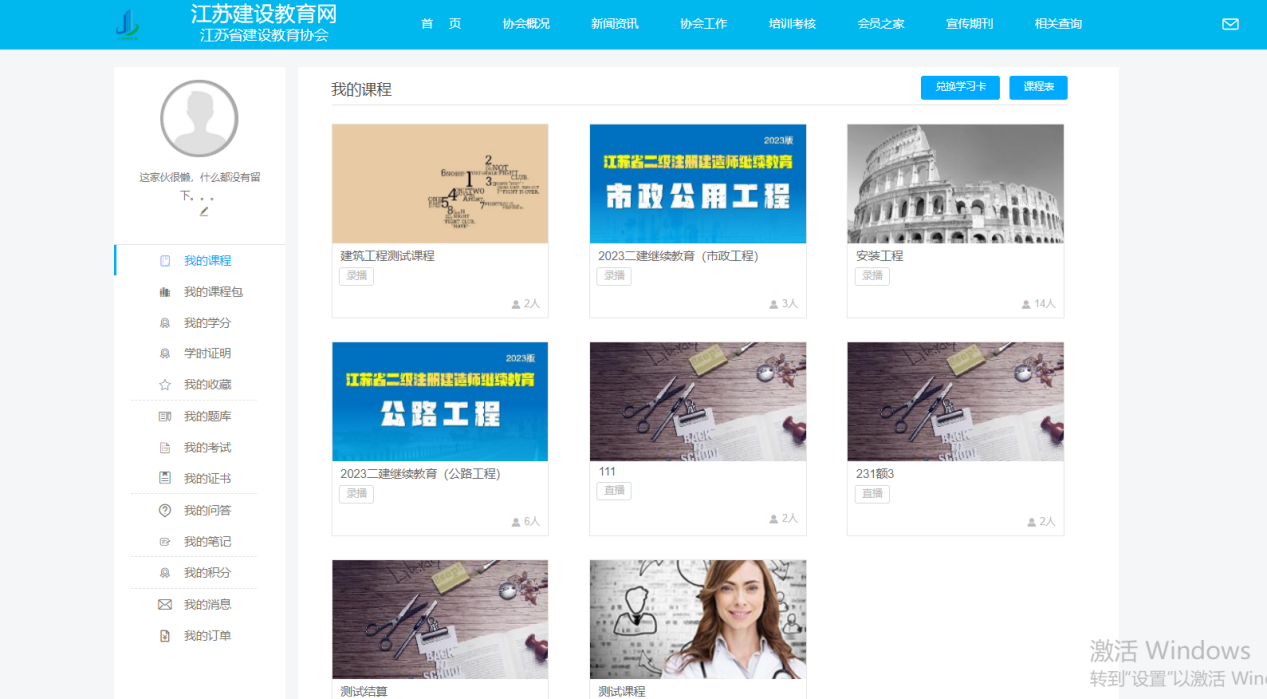 江苏建设教育网
江苏省建设教育协会
首 页 协会概况 新闻资讯 协会工作 培训考核 会员之家 宣传期刊 相关查询
这家伙很懒，什么都没有留
下。。。
我的课程
我的课程包
我的学分
学时证明
我的收藏
我的题库
我的考试
我的证书
我的问答
我的笔记
我的积分
我的消息
我的订单
我的课程
兑换学习卡 课程表
建筑工程测试课程
录播
2人
2023版
江苏省二级注册建造师继续教育
市政公用工程
2023二建继续教育（市政工程)
录播
3人
安装工程
录播
14人
2023版
江苏省二级注册建造师继续教育
公路工程
2023二建继续教育（公路工程)
录播
6人
BACK
TO
SCHOOL
111
直播
2人
BACK
TO
SCHOOL
231额3
直播
2人
BACK
TO
SCHOOL
测试结算
测试课程
激活 Windows
转到"设置"以激活 Win